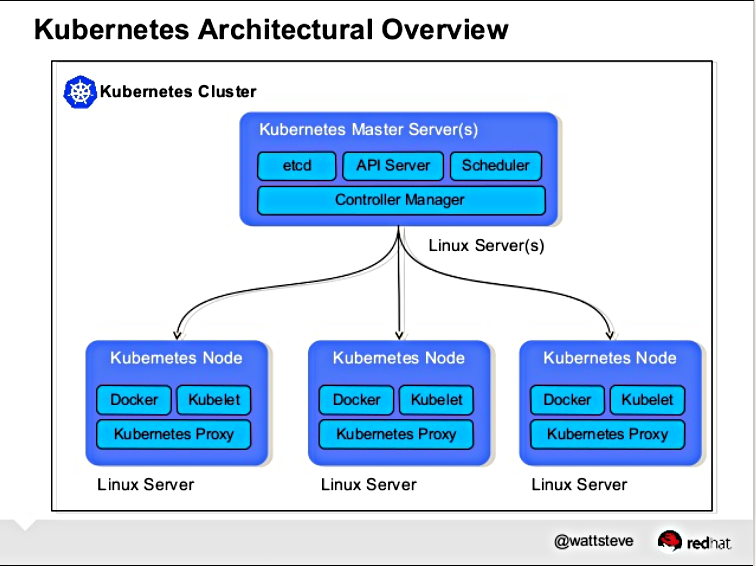 Kubernetes Architectural Overview
Kubernetes Cluster
Kubernetes Master Server(s)
etcd API Server Scheduler
Controller Manager
Linux Server(s)
Kubernetes Node Kubernetes Node Kubernetes Node
Docker Kubelet Docker Kubelet Docker Kubelet
Kubernetes Proxy Kubernetes Proxy Kubernetes Proxy
Linux Server Linux Server Linux Server
@wattsteve redhat